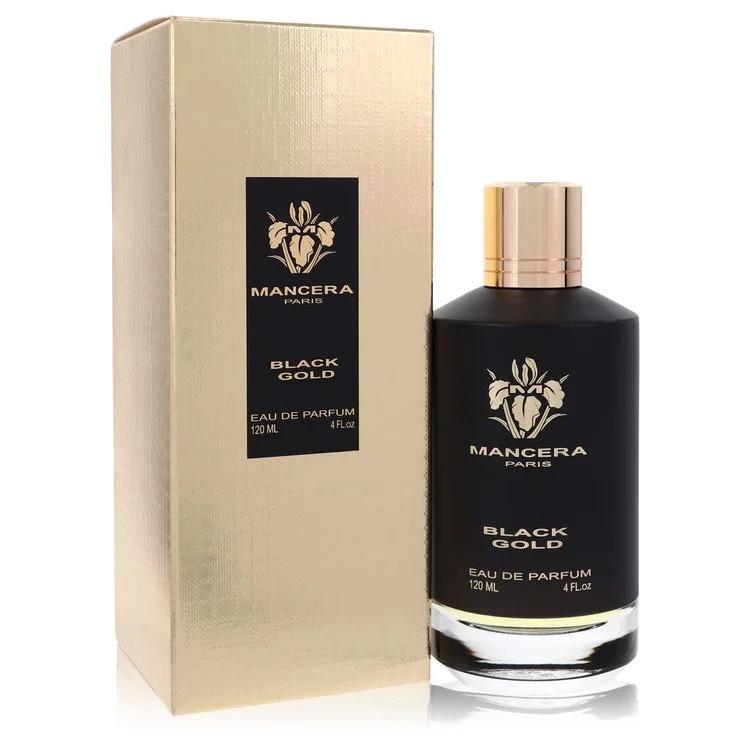 MANCERA
PARIS
BLACK
GOLD
EAU DE PARFUM
120 ML 4 FL.oz
MANCERA
PARIS
BLACK
GOLD
EAU DE PARFUM
120 ML 4 FL.oz